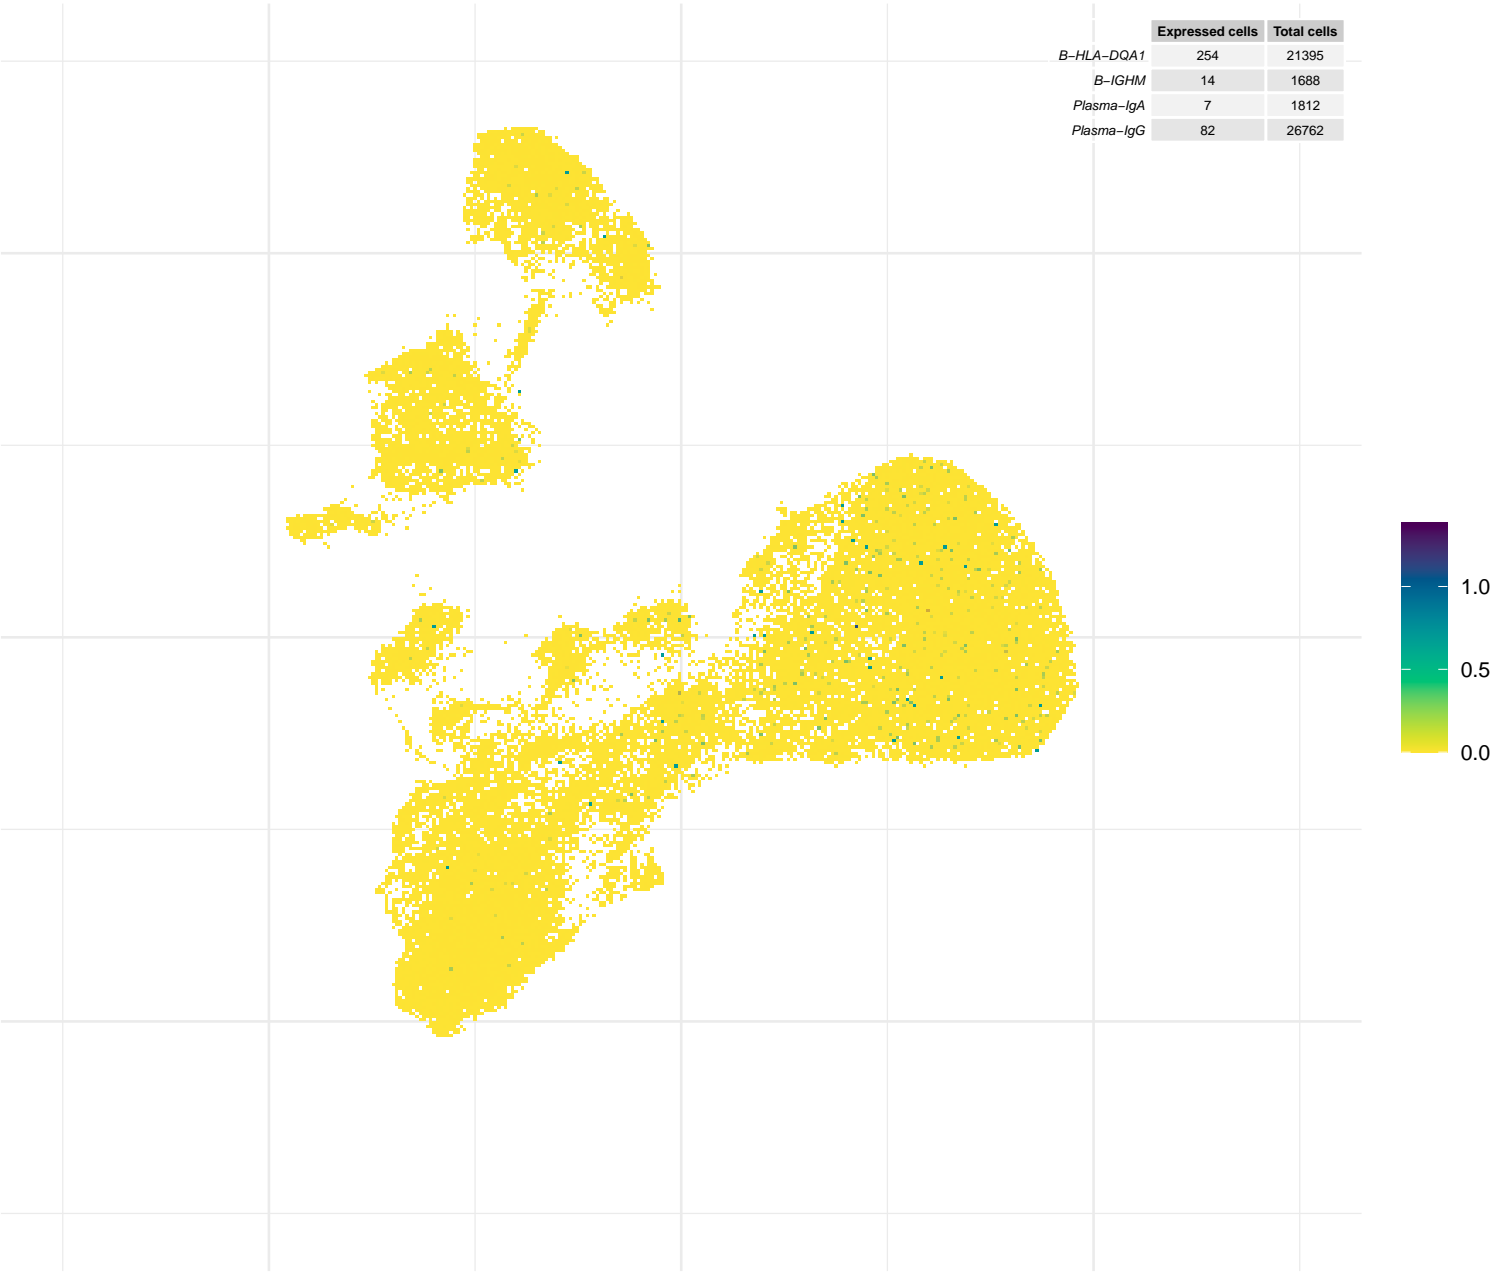 Expressed cells Total cells
B−HLA−DQA1 254 21395
B−IGHM 14 1688
Plasma−IgA 7 1812
Plasma−IgG 82 26762
1.0
0.5
0.0